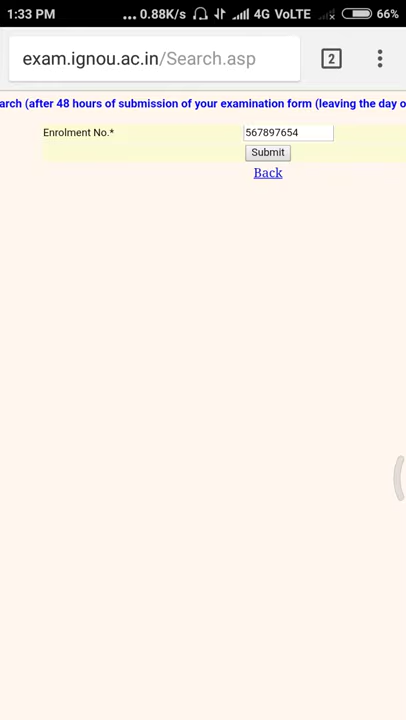 1:33 PM ... 0.88K/s 4G VoLTE 66%
exam.ignou.ac.in/Search.asp 2
arch (after 48 hours of submission of your examination form (leaving the day o
Enrolment No.* 567897654
Submit
Back